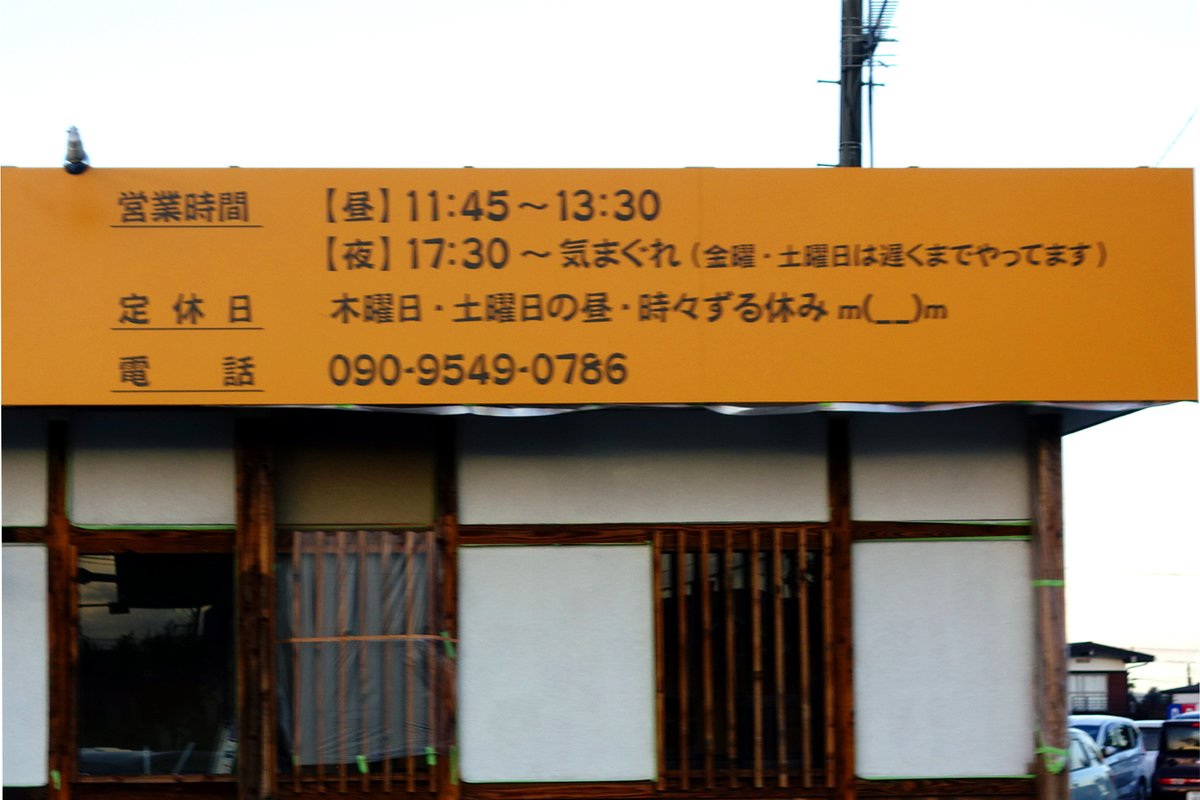 営業時間 【昼】11:45～13:30
【夜】17:30～気まぐれ（金曜・土曜日は遅くまでやってます）
定休日 木曜日・土曜日の昼・時々ずる休み m(__)m
電話 090-9549-0786